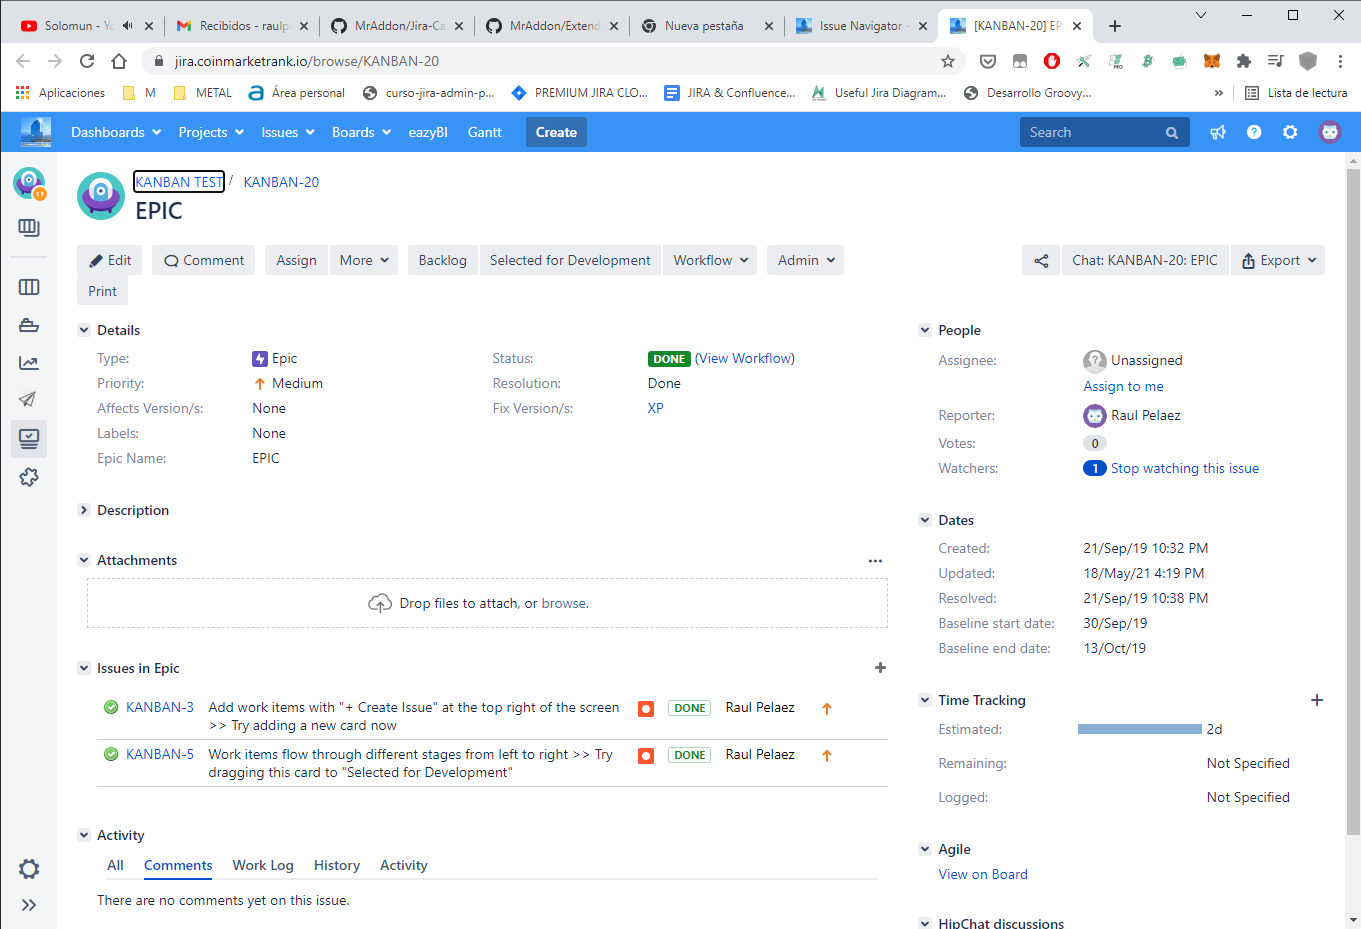 Solomun - Yo
Recibidos - raulpe
MrAddon/Jira-Ca
MrAddon/Extend
Nueva pestaña
Issue Navigator -
[KANBAN-20] EP
jira.coinmarketrank.io/browse/KANBAN-20
Aplicaciones
M
METAL
Área personal
curso-jira-admin-p...
PREMIUM JIRA CLO...
JIRA & Confluence...
Useful Jira Diagram...
Desarrollo Groovy...
»
Lista de lectura
Dashboards
Projects
Issues
Boards
eazyBI
Gantt
Create
Search
KANBAN TEST / KANBAN-20
EPIC
Edit
Comment
Assign
More
Backlog
Selected for Development
Workflow
Admin
Chat: KANBAN-20: EPIC
Export
Print
Details
Type: Epic
Status: DONE (View Workflow)
Priority: Medium
Resolution: Done
Affects Version/s: None
Fix Version/s: XP
Labels: None
Epic Name: EPIC
Description
Attachments
Drop files to attach, or browse.
Issues in Epic
KANBAN-3 Add work items with "+ Create Issue" at the top right of the screen DONE Raul Pelaez
>> Try adding a new card now
KANBAN-5 Work items flow through different stages from left to right >> Try DONE Raul Pelaez
dragging this card to "Selected for Development"
Activity
All
Comments
Work Log
History
Activity
There are no comments yet on this issue.
People
Assignee: Unassigned
Assign to me
Reporter: Raul Pelaez
Votes: 0
Watchers: 1 Stop watching this issue
Dates
Created: 21/Sep/19 10:32 PM
Updated: 18/May/21 4:19 PM
Resolved: 21/Sep/19 10:38 PM
Baseline start date: 30/Sep/19
Baseline end date: 13/Oct/19
Time Tracking
Estimated: 2d
Remaining: Not Specified
Logged: Not Specified
Agile
View on Board
HipChat discussions